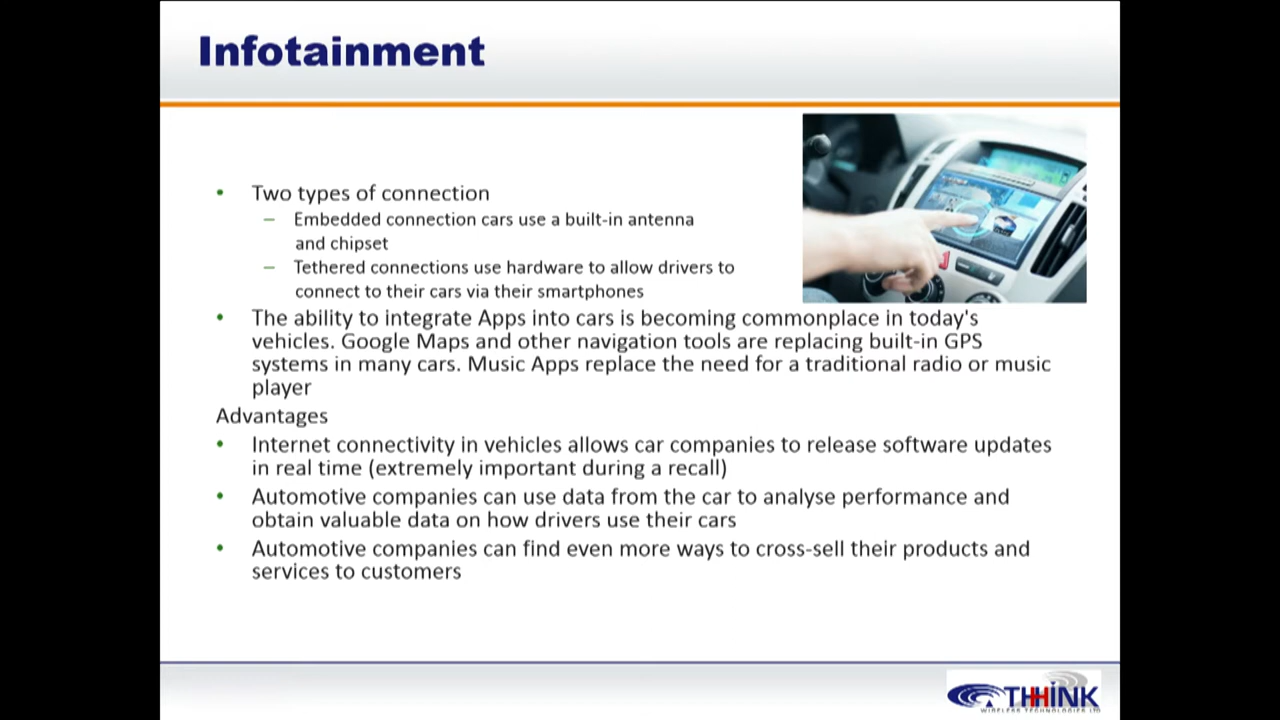 Infotainment
• Two types of connection
– Embedded connection cars use a built-in antenna
and chipset
– Tethered connections use hardware to allow drivers to
connect to their cars via their smartphones
• The ability to integrate Apps into cars is becoming commonplace in today's
vehicles. Google Maps and other navigation tools are replacing built-in GPS
systems in many cars. Music Apps replace the need for a traditional radio or music
player
Advantages
• Internet connectivity in vehicles allows car companies to release software updates
in real time (extremely important during a recall)
• Automotive companies can use data from the car to analyse performance and
obtain valuable data on how drivers use their cars
• Automotive companies can find even more ways to cross-sell their products and
services to customers
THHINK
WIRELESS TECHNOLOGIES LTD